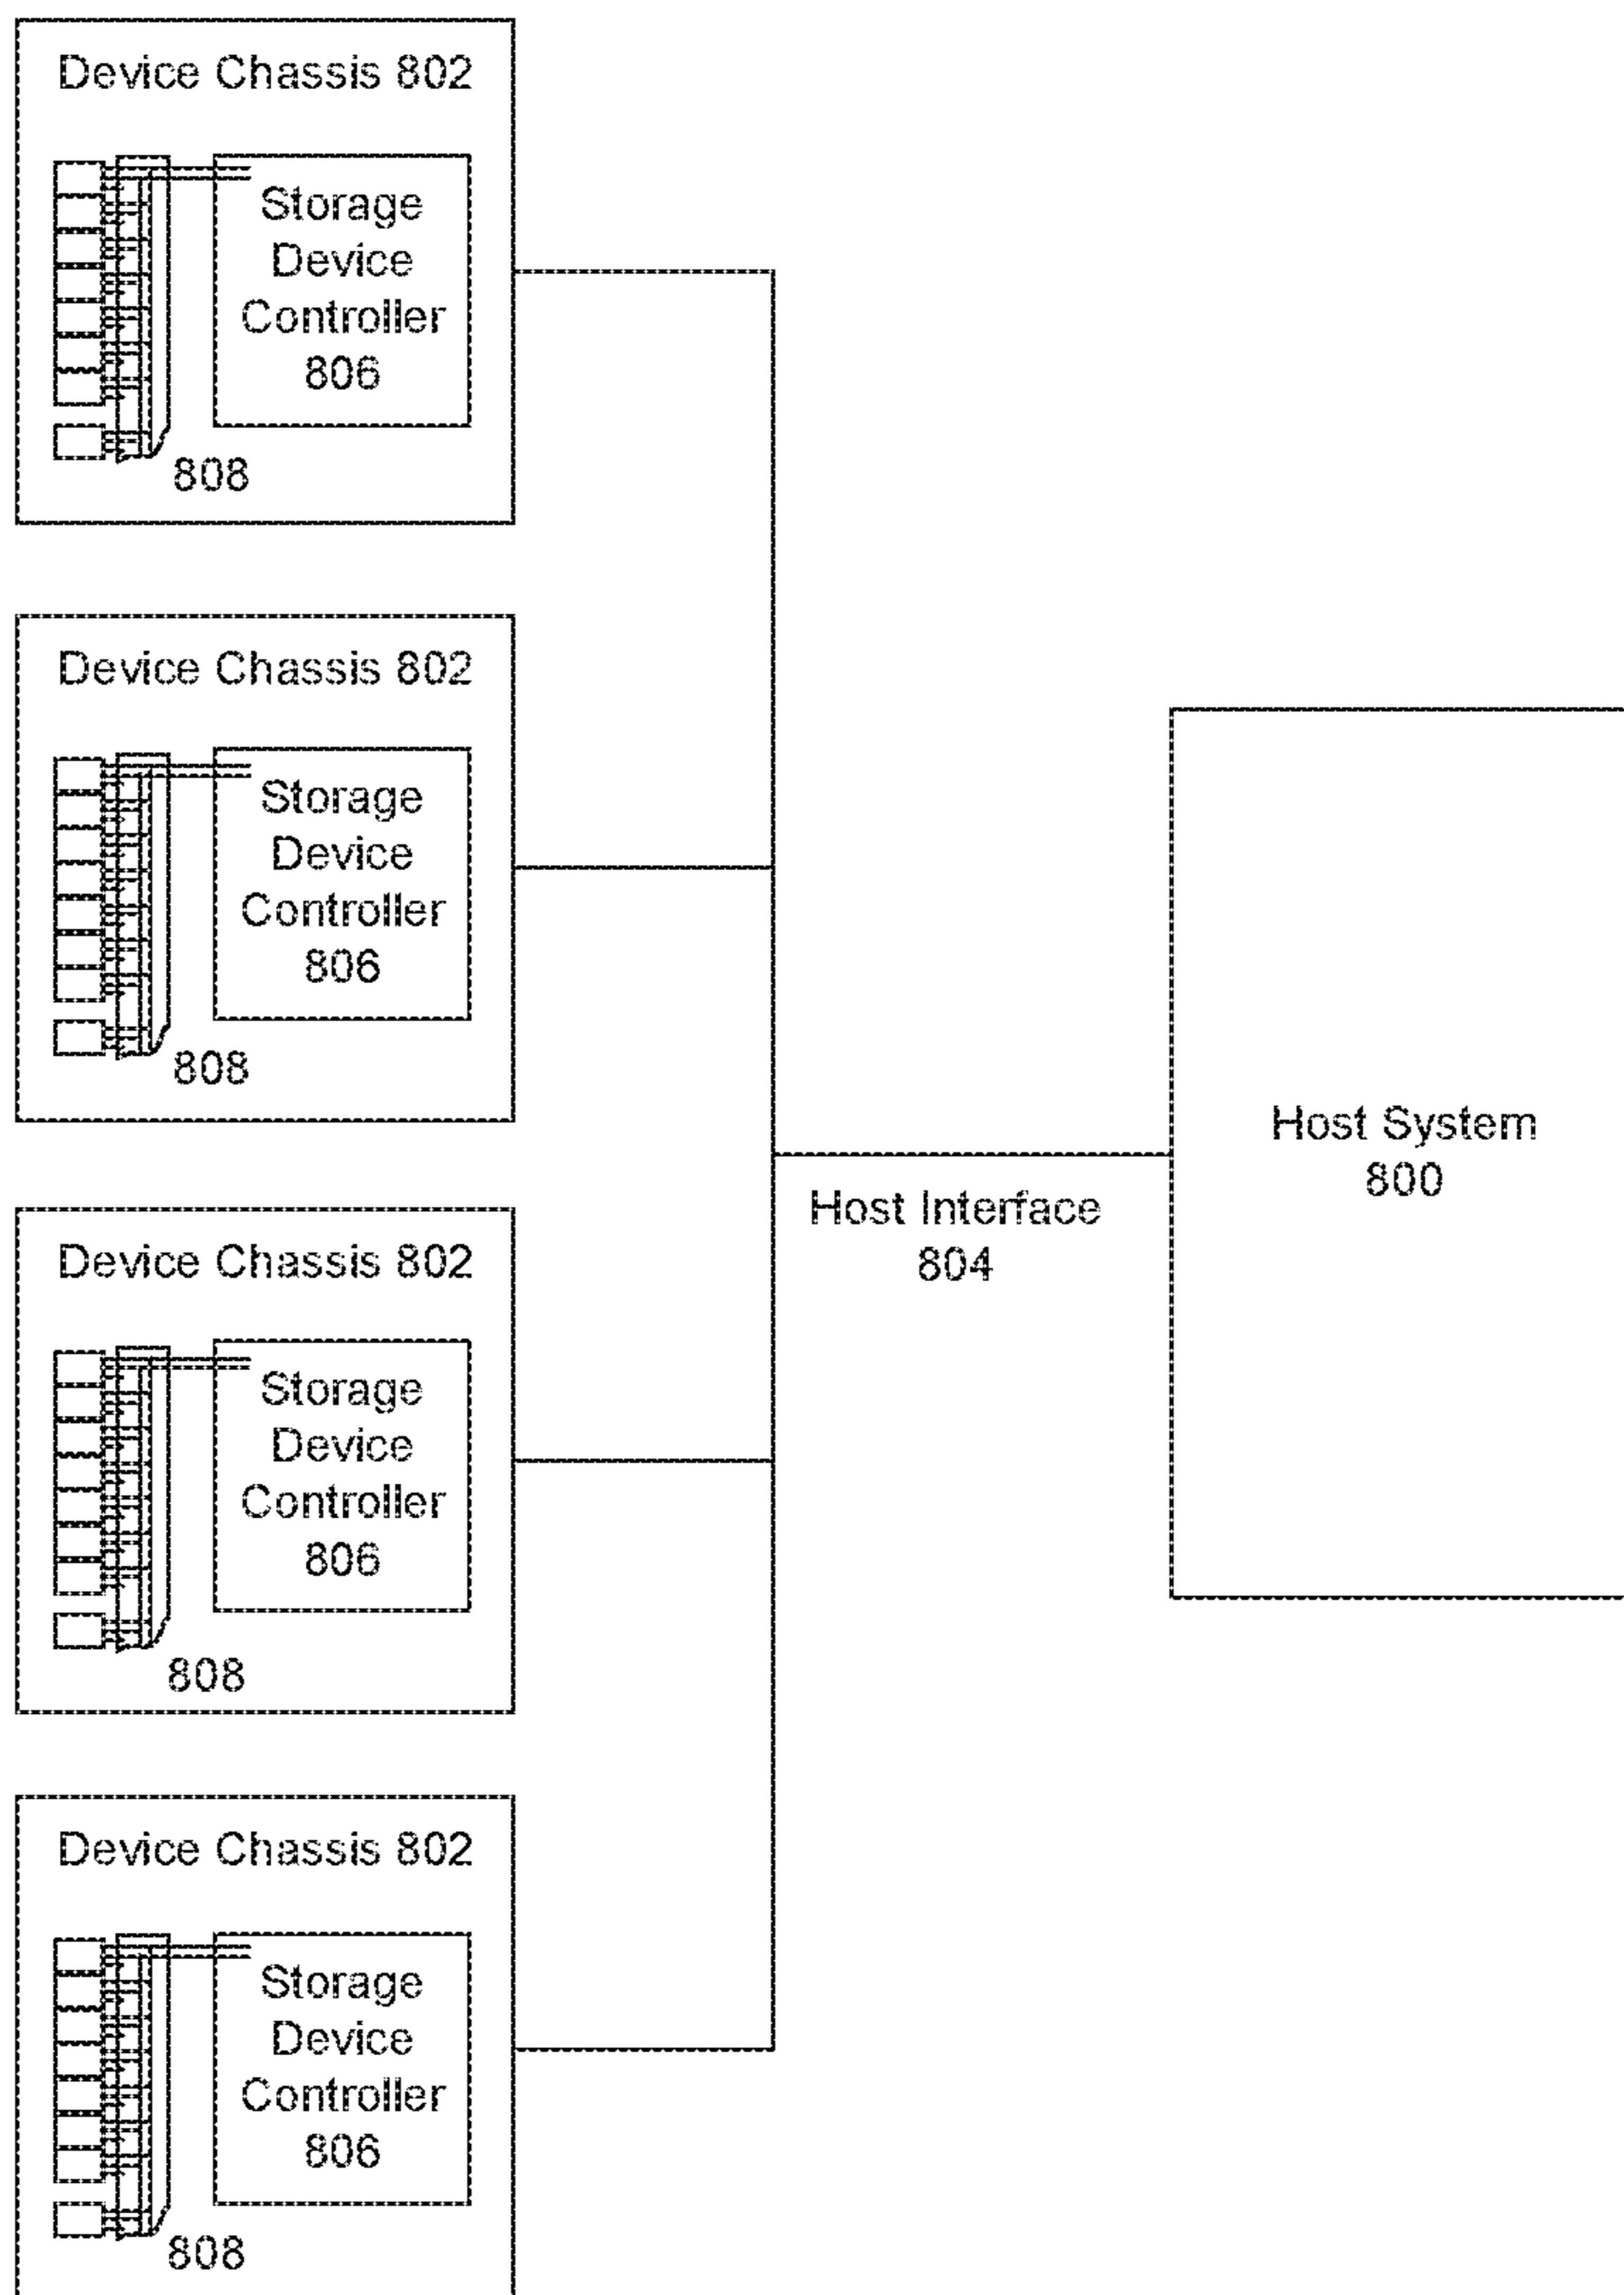 Device Chassis 802
Storage
Device
Controller
806
808
Device Chassis 802
Storage
Device
Controller
806
808
Host System
800
Host Interface
804
Device Chassis 802
Storage
Device
Controller
806
808
Device Chassis 802
Storage
Device
Controller
806
808